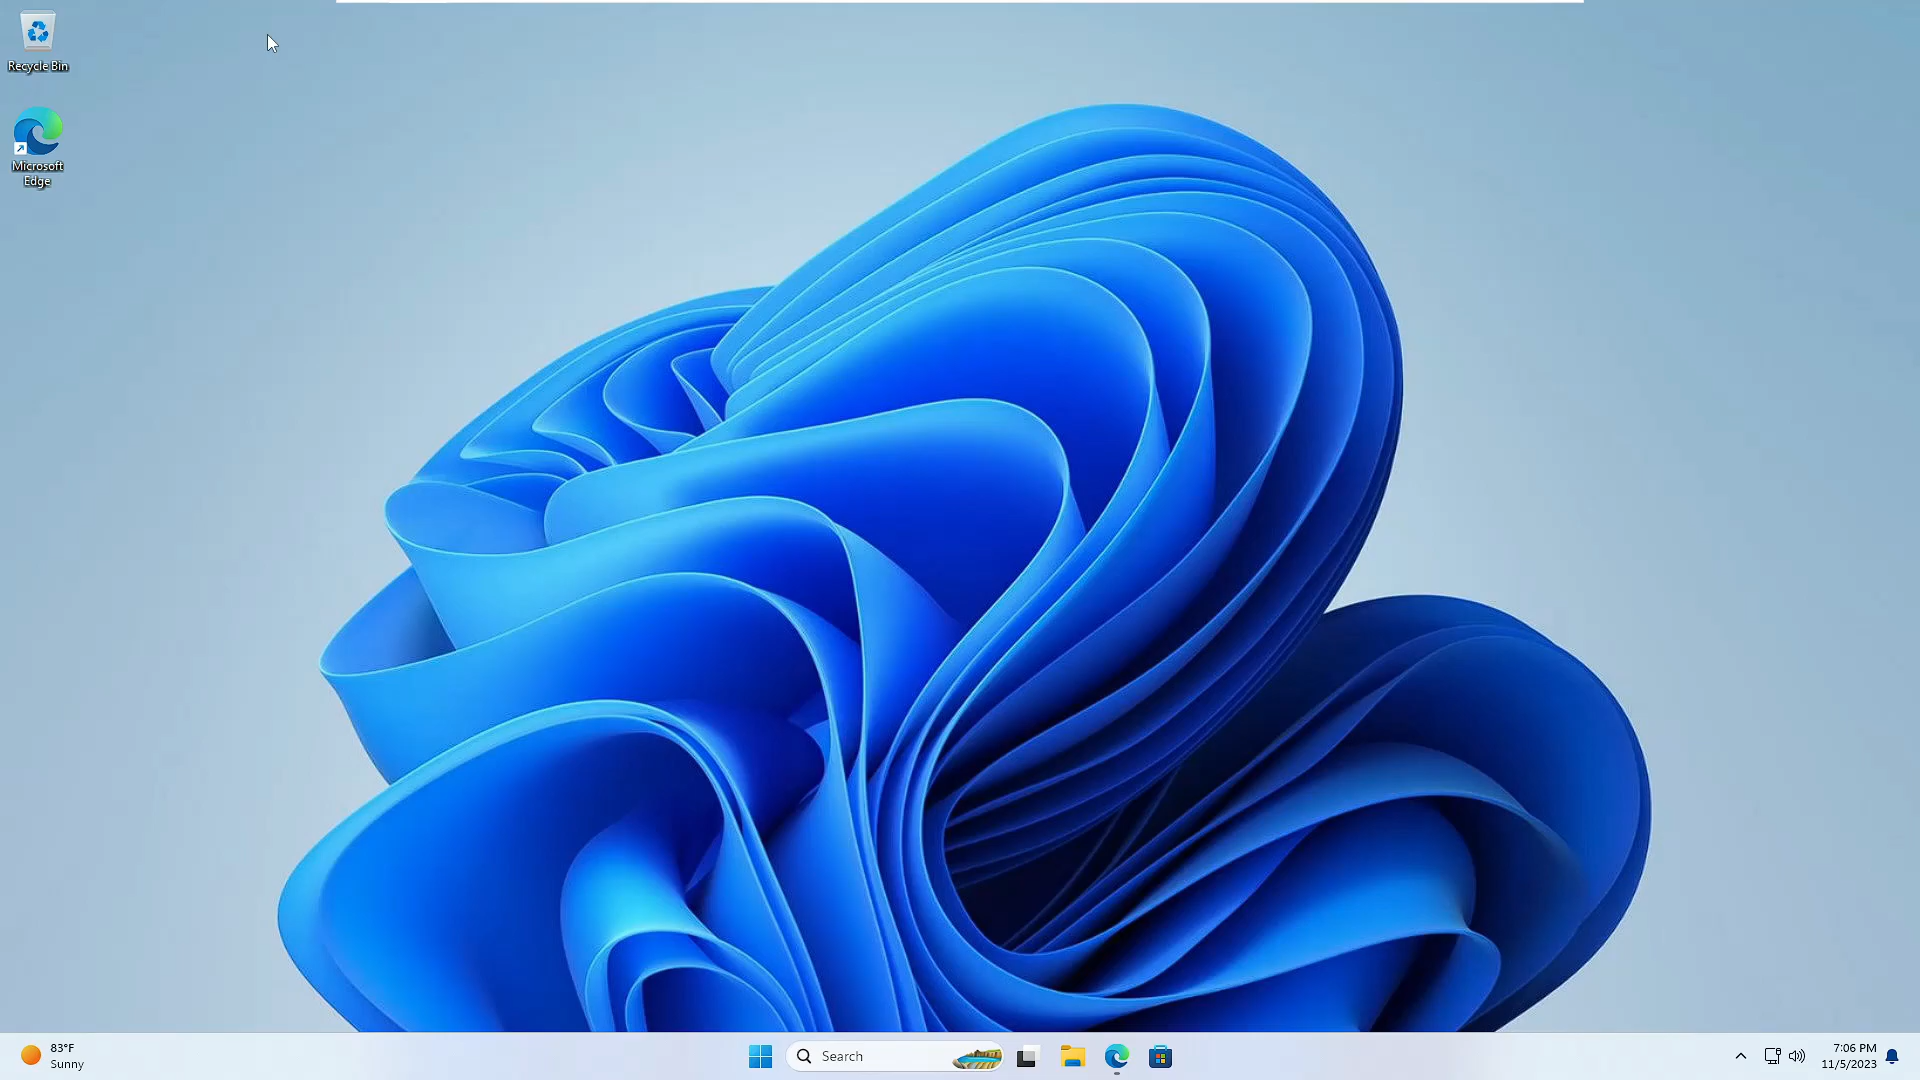 Recycle Bin
Microsoft
Edge
83°F
Sunny
Search
7:06 PM
11/5/2023